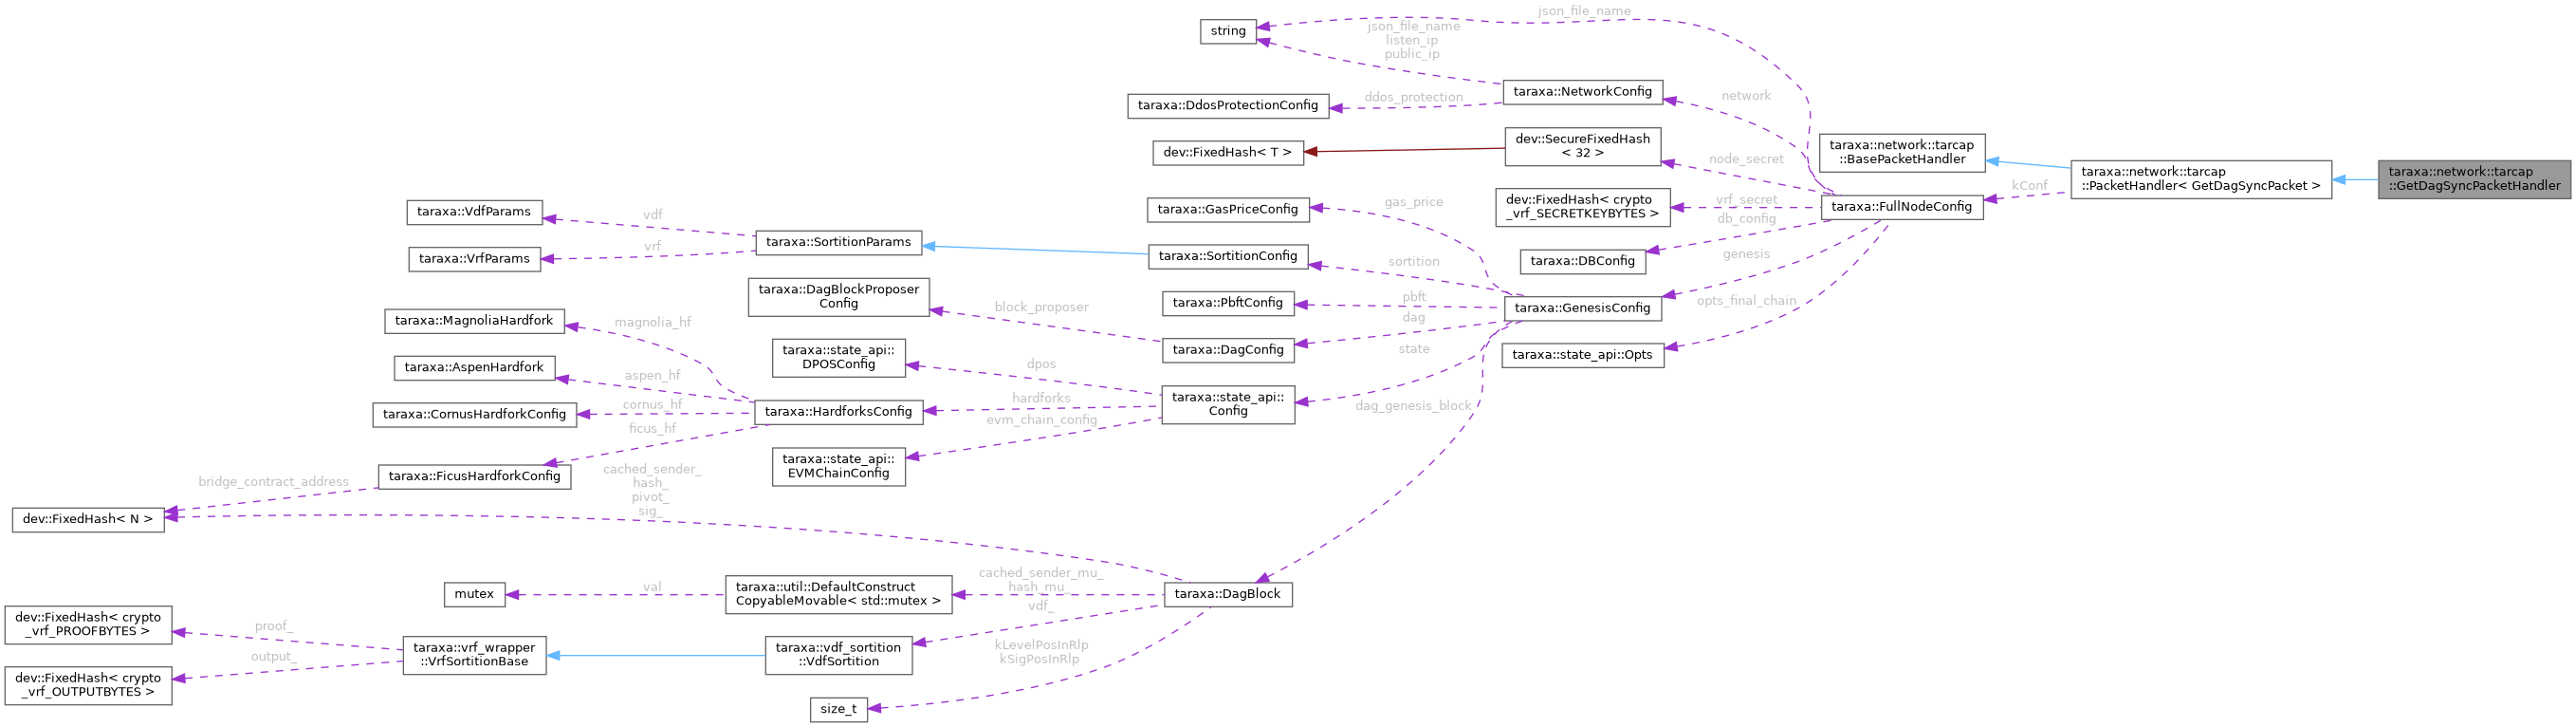 json_file_name
string
json_file_name
listen_ip
public_ip
taraxa::NetworkConfig
network
taraxa::DdosProtectionConfig
ddos_protection
dev::FixedHash< T >
dev::SecureFixedHash
< 32 >
node_secret
taraxa::network::tarcap
::BasePacketHandler
taraxa::network::tarcap
::PacketHandler< GetDagSyncPacket >
taraxa::network::tarcap
::GetDagSyncPacketHandler
kConf
taraxa::FullNodeConfig
dev::FixedHash< crypto
_vrf_SECRETKEYBYTES >
vrf_secret
db_config
taraxa::DBConfig
genesis
opts_final_chain
taraxa::GenesisConfig
taraxa::state_api::Opts
taraxa::GasPriceConfig
gas_price
taraxa::SortitionConfig
sortition
taraxa::PbftConfig
pbft
dag
taraxa::DagConfig
state
taraxa::state_api::
Config
dag_genesis_block
taraxa::VdfParams
vdf
taraxa::VrfParams
vrf
taraxa::SortitionParams
taraxa::DagBlockProposer
Config
block_proposer
taraxa::state_api::
DPOSConfig
dpos
taraxa::MagnoliaHardfork
magnolia_hf
taraxa::AspenHardfork
aspen_hf
taraxa::CornusHardforkConfig
cornus_hf
taraxa::HardforksConfig
hardforks
evm_chain_config
ficus_hf
taraxa::state_api::
EVMChainConfig
taraxa::FicusHardforkConfig
bridge_contract_address
cached_sender_
hash_
pivot_
sig_
dev::FixedHash< N >
mutex
val
taraxa::util::DefaultConstruct
CopyableMovable< std::mutex >
cached_sender_mu_
hash_mu_
vdf_
taraxa::DagBlock
dev::FixedHash< crypto
_vrf_PROOFBYTES >
proof_
output_
dev::FixedHash< crypto
_vrf_OUTPUTBYTES >
taraxa::vrf_wrapper
::VrfSortitionBase
taraxa::vdf_sortition
::VdfSortition
kLevelPosInRlp
kSigPosInRlp
size_t